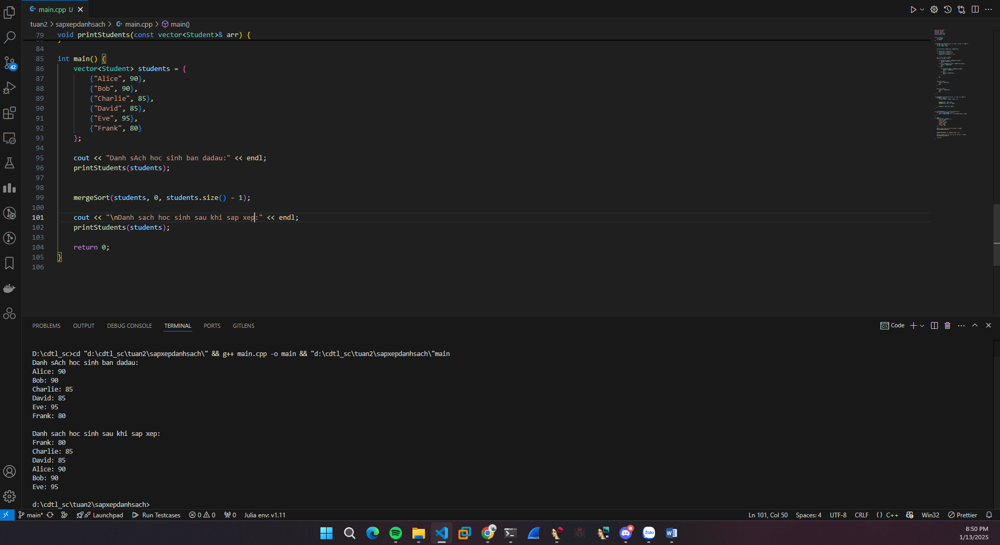 main.cpp U
tuan2 > sapxepdanhsach > main.cpp > main()
79 void printStudents(const vector<Student>& arr) {
84
85 int main() {
86 vector<Student> students = {
87 {"Alice", 90},
88 {"Bob", 90},
89 {"Charlie", 85},
90 {"David", 85},
91 {"Eve", 95},
92 {"Frank", 80}
93 };
94
95 cout << "Danh sAch hoc sinh ban dadau:" << endl;
96 printStudents(students);
97
98
99 mergeSort(students, 0, students.size() - 1);
100
101 cout << "\nDanh sach hoc sinh sau khi sap xep:" << endl;
102 printStudents(students);
103
104 return 0;
105 }
106
42
PROBLEMS OUTPUT DEBUG CONSOLE TERMINAL PORTS GITLENS
Code
D:\cdtl_sc>cd "d:\cdtl_sc\tuan2\sapxepdanhsach\" && g++ main.cpp -o main && "d:\cdtl_sc\tuan2\sapxepdanhsach\"main
Danh sAch hoc sinh ban dadau:
Alice: 90
Bob: 90
Charlie: 85
David: 85
Eve: 95
Frank: 80
Danh sach hoc sinh sau khi sap xep:
Frank: 80
Charlie: 85
David: 85
Alice: 90
Bob: 90
Eve: 95
d:\cdtl_sc\tuan2\sapxepdanhsach>
main* Launchpad Run Testcases 0 0 0 Julia env: v1.11 Ln 101, Col 50 Spaces: 4 UTF-8 CRLF {} C++ Win32 Prettier
Zalo
8:50 PM
1/13/2025